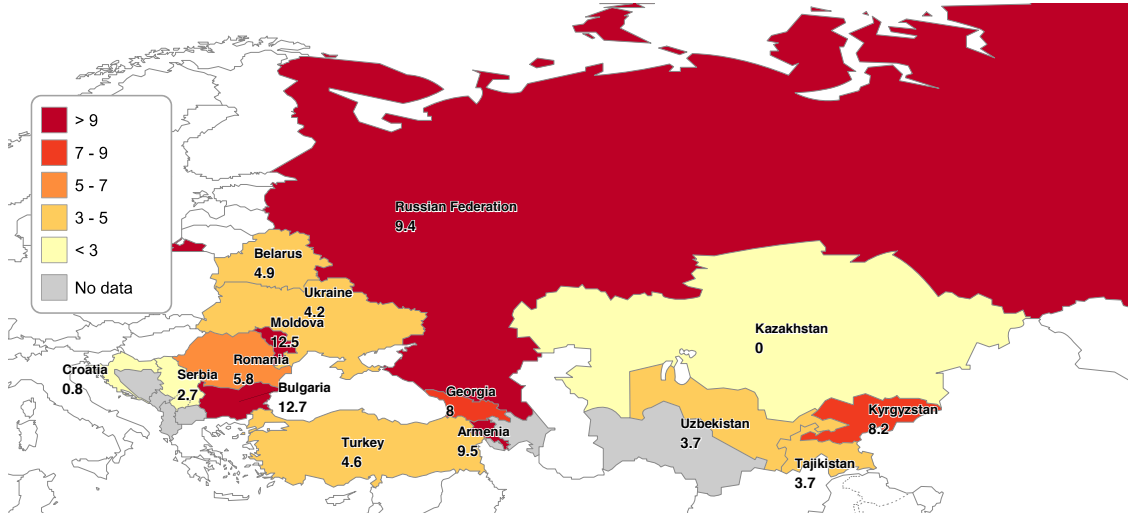 > 9
7 - 9
5 - 7
3 - 5
< 3
No data
Russian Federation
9.4
Belarus
4.9
Ukraine
4.2
Moldova
12.5
Kazakhstan
0
Romania
5.8
Croatia
0.8
Serbia
2.7
Bulgaria
12.7
Georgia
8
Kyrgyzstan
8.2
Uzbekistan
3.7
Armenia
9.5
Turkey
4.6
Tajikistan
3.7